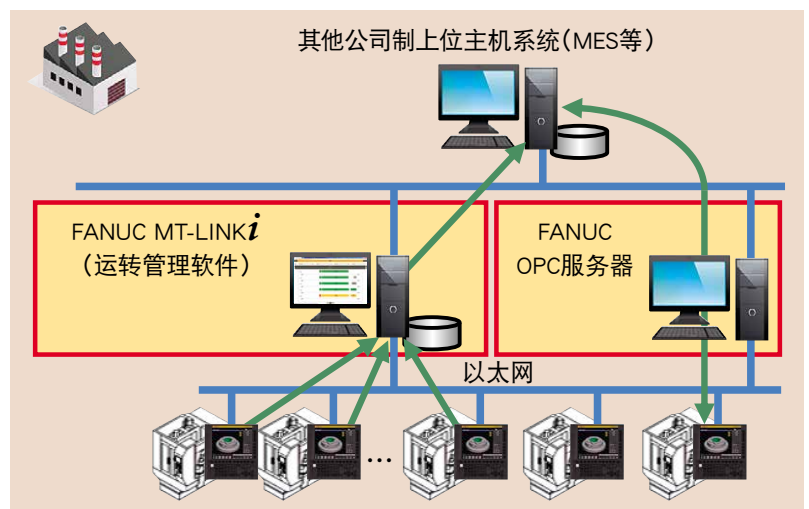 其他公司制上位主机系统（MES等）
FANUC MT-LINKi
（运转管理软件）
FANUC
OPC服务器
以太网
...